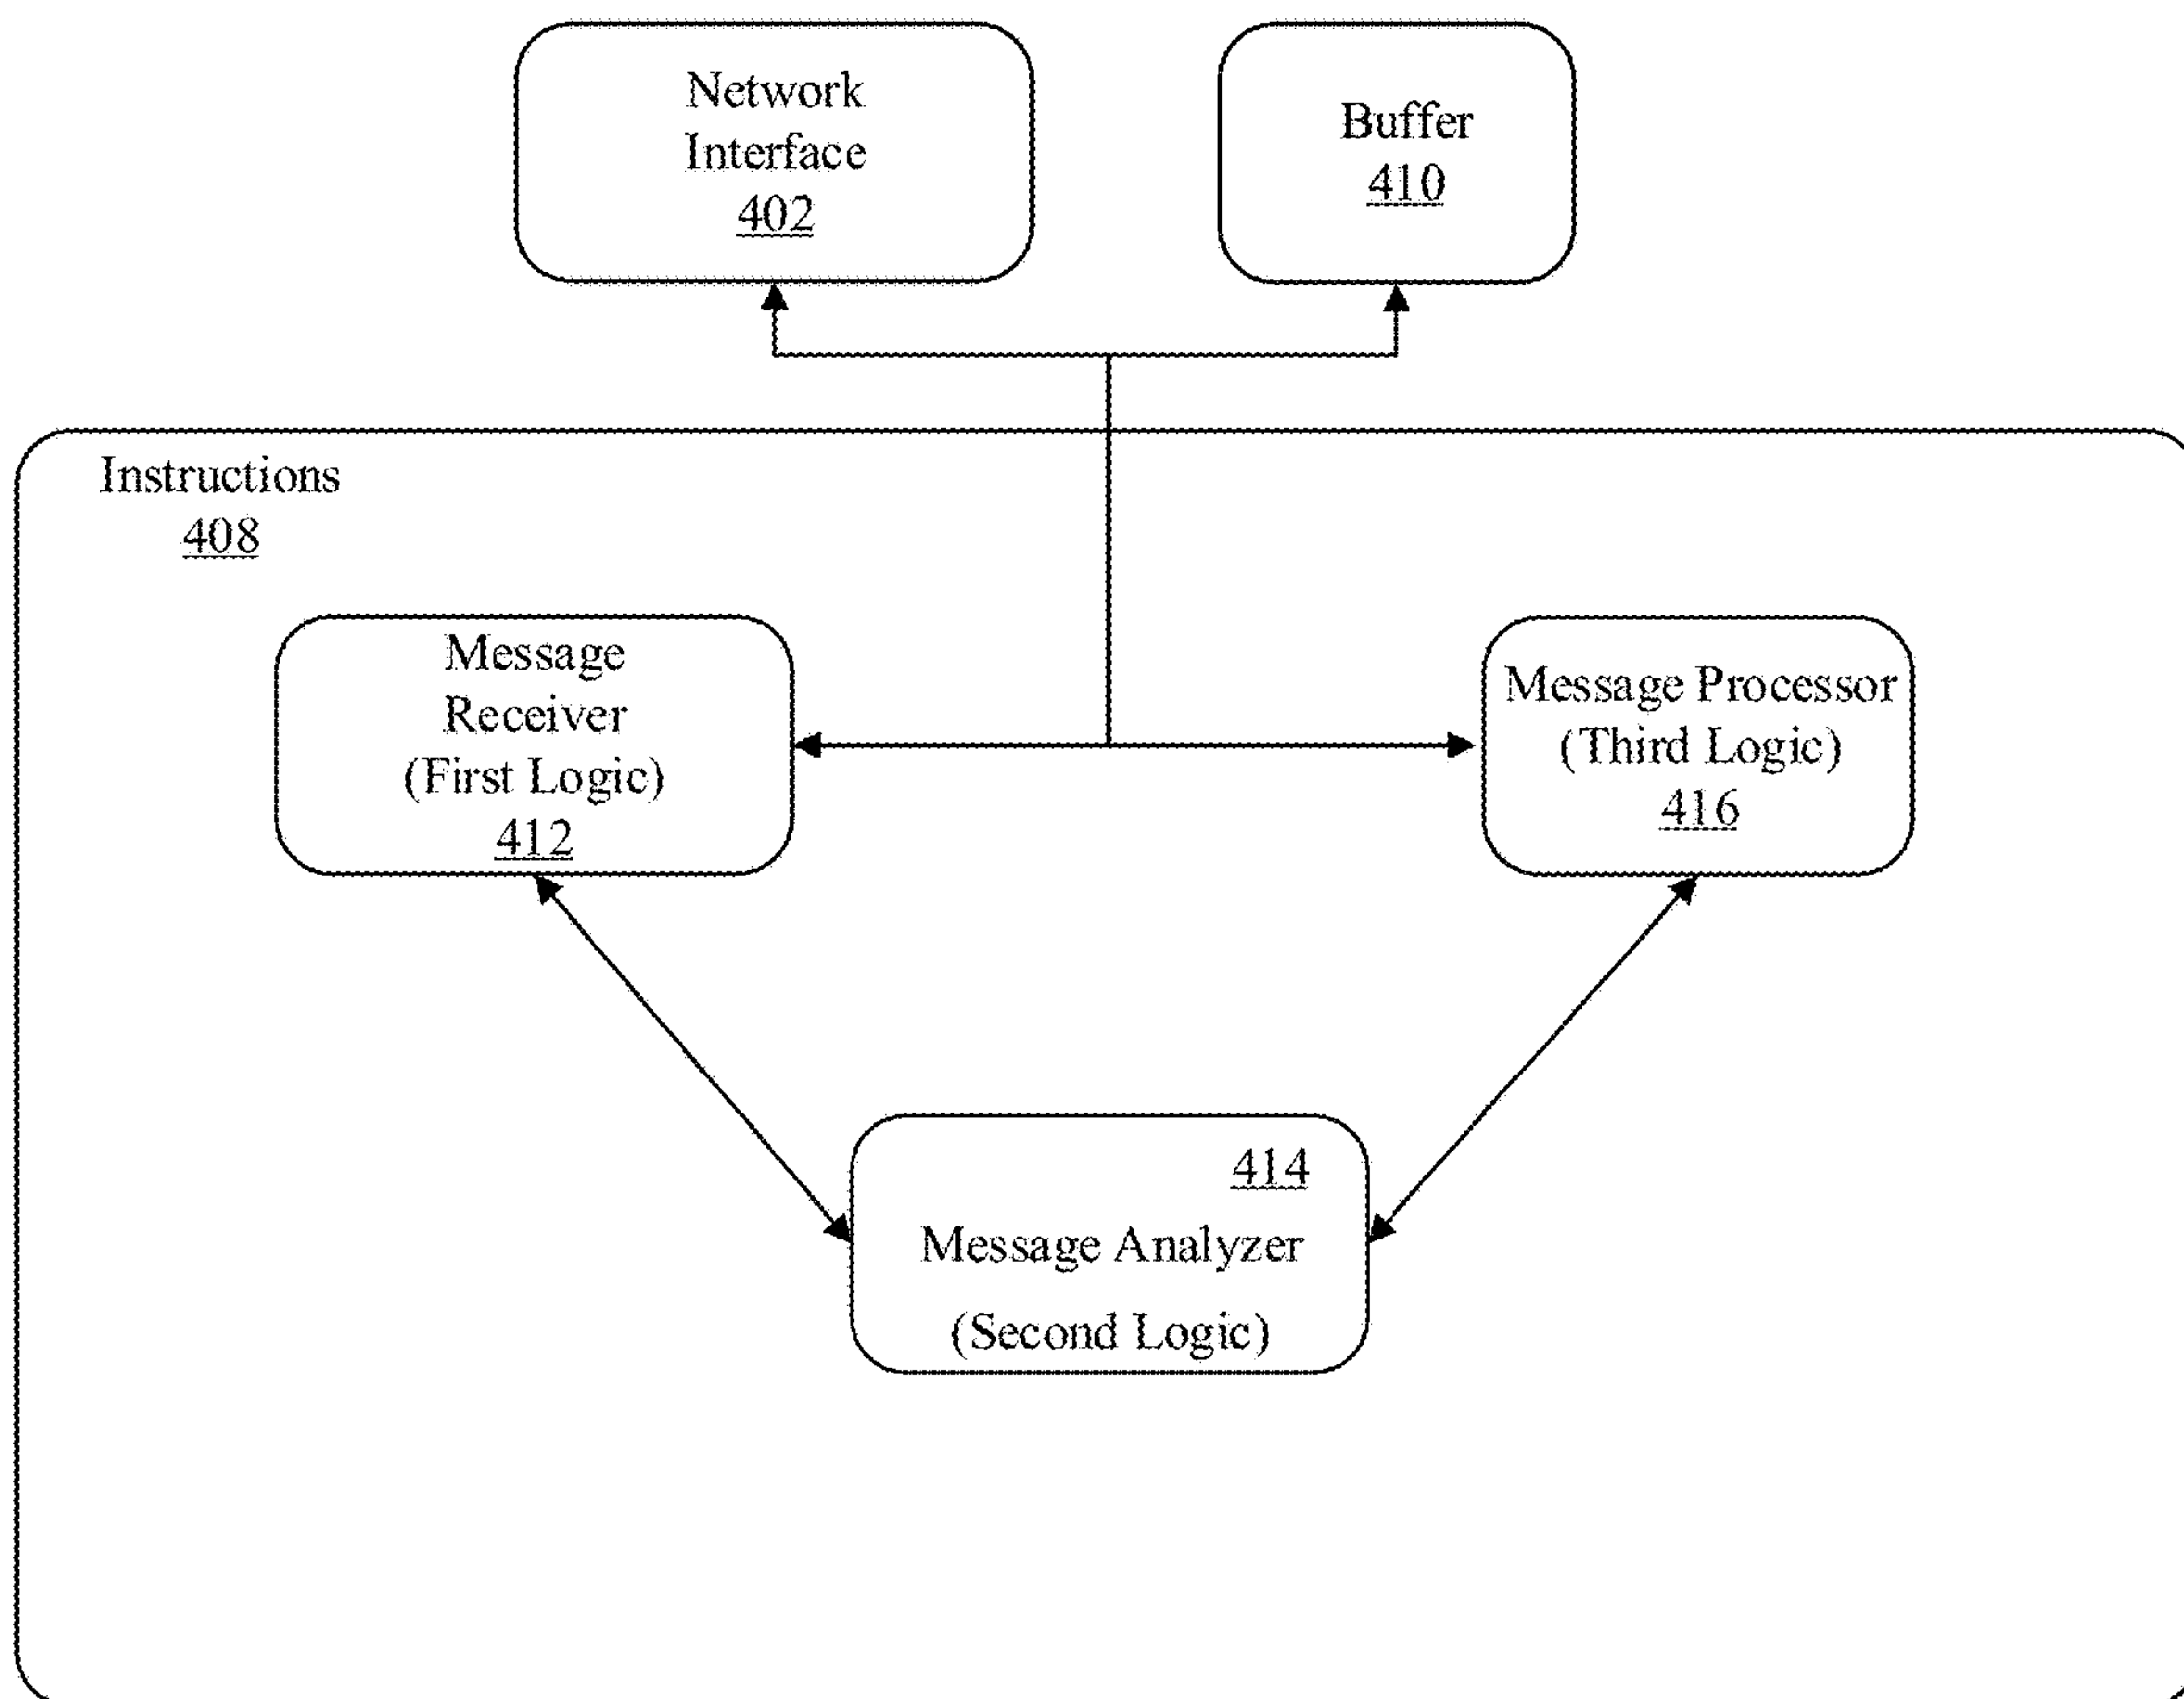 Network
Interface
402
Buffer
410
Instructions
408
Message
Receiver
(First Logic)
412
Message Processor
(Third Logic)
416
414
Message Analyzer
(Second Logic)